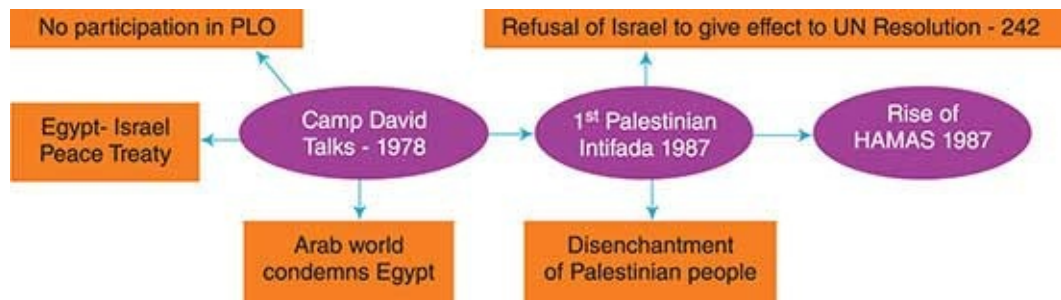 No participation in PLO
Refusal of Israel to give effect to UN Resolution - 242
Egypt- Israel
Peace Treaty
Camp David
Talks - 1978
1st Palestinian
Intifada 1987
Rise of
HAMAS 1987
Arab world
condemns Egypt
Disenchantment
of Palestinian people